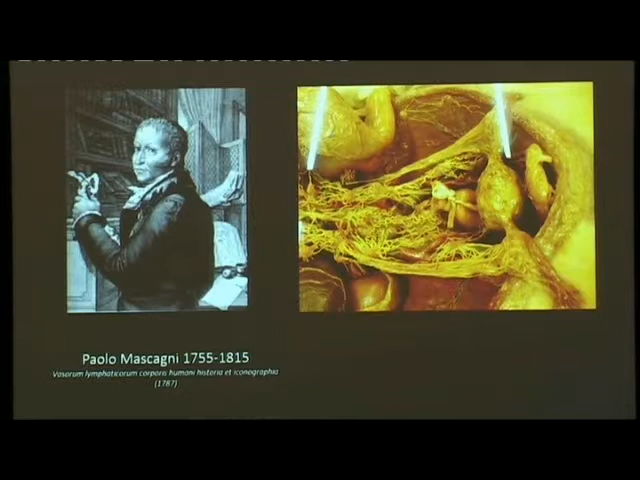 Paolo Mascagni 1755-1815
Vasorum lymphaticorum corporis humani historia et iconographia
(1787)